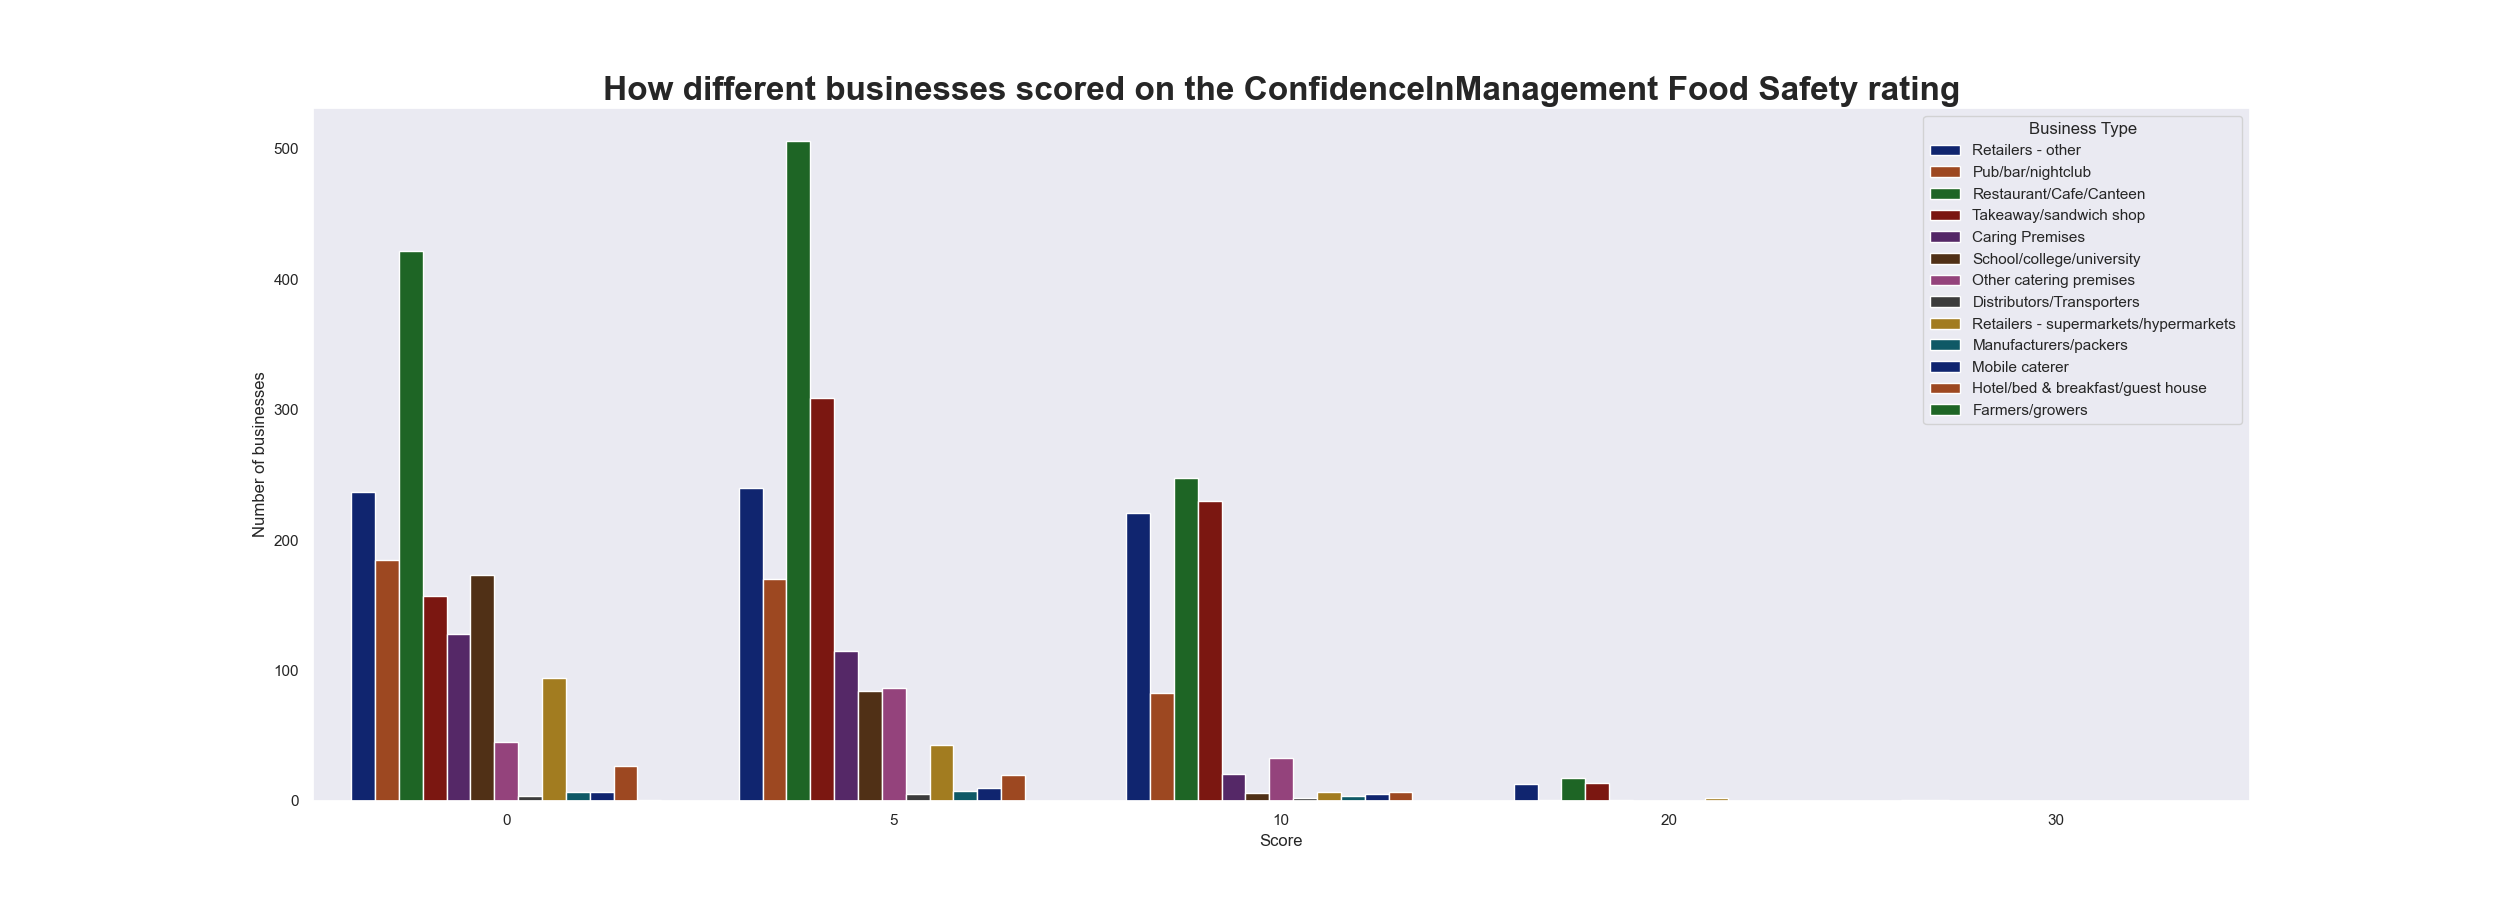 How different businesses scored on the ConfidenceInManagement Food Safety rating
Number of businesses
500
400
300
200
100
0
0
5
10
20
30
Score
Business Type
Retailers - other
Pub/bar/nightclub
Restaurant/Cafe/Canteen
Takeaway/sandwich shop
Caring Premises
School/college/university
Other catering premises
Distributors/Transporters
Retailers - supermarkets/hypermarkets
Manufacturers/packers
Mobile caterer
Hotel/bed & breakfast/guest house
Farmers/growers